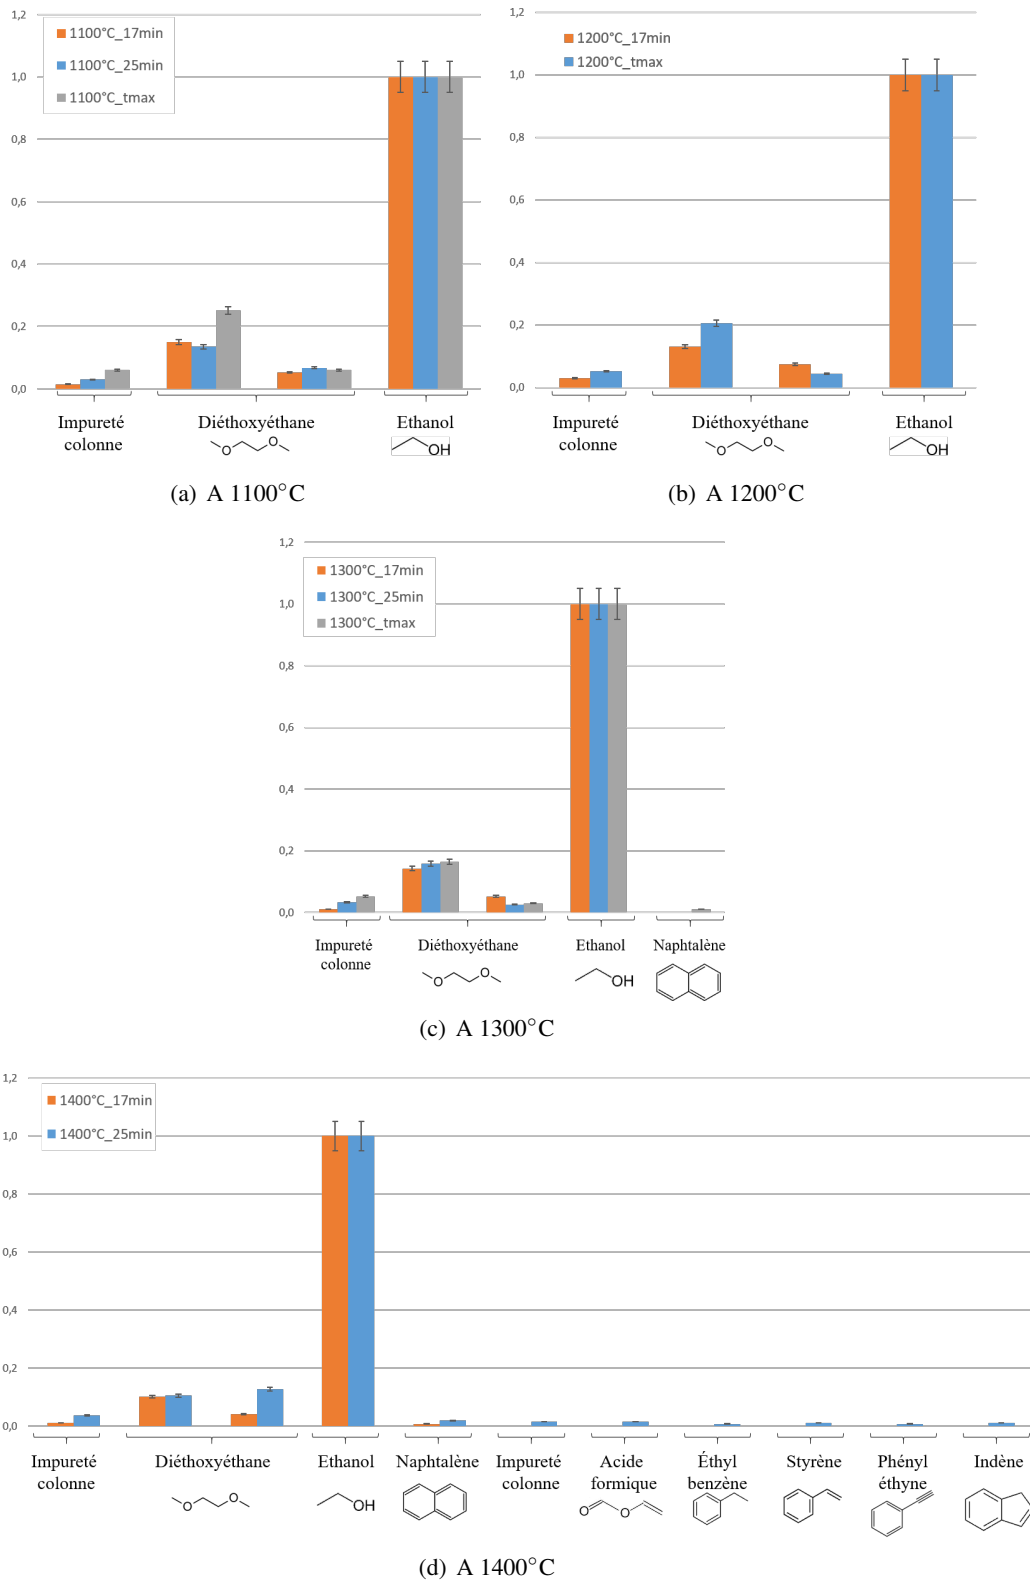 1,2
1100°C_17min
1100°C_25min
1100°C_tmax
1,0
0,8
0,6
0,4
0,2
0,0
Impureté
colonne
Diéthoxyéthane
Ethanol
O
O
OH
(a) A 1100°C
1,2
1200°C_17min
1200°C_tmax
1,0
0,8
0,6
0,4
0,2
0,0
Impureté
colonne
Diéthoxyéthane
Ethanol
O
O
OH
(b) A 1200°C
1,2
1300°C_17min
1300°C_25min
1300°C_tmax
1,0
0,8
0,6
0,4
0,2
0,0
Impureté
colonne
Diéthoxyéthane
Ethanol
Naphtalène
O
O
OH
(c) A 1300°C
1,2
1400°C_17min
1400°C_25min
1,0
0,8
0,6
0,4
0,2
0,0
Impureté
colonne
Diéthoxyéthane
Ethanol
Naphtalène
Impureté
colonne
Acide
formique
Éthyl
benzène
Styrène
Phényl
éthyne
Indène
O
O
OH
O
O
(d) A 1400°C